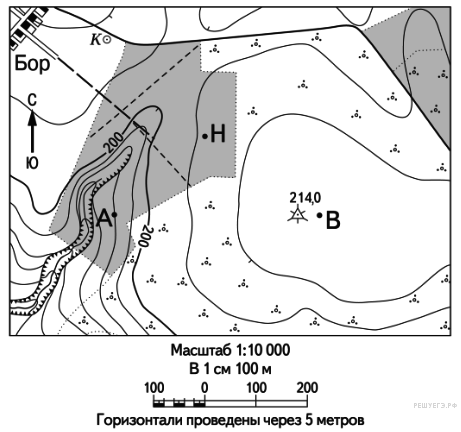 К
Бор
С
Ю
200
Н
А
200
214,0
В
Масштаб 1:10 000
В 1 см 100 м
100 0 100 200
Горизонтали проведены через 5 метров
РЕШУЕГЭ.РФ